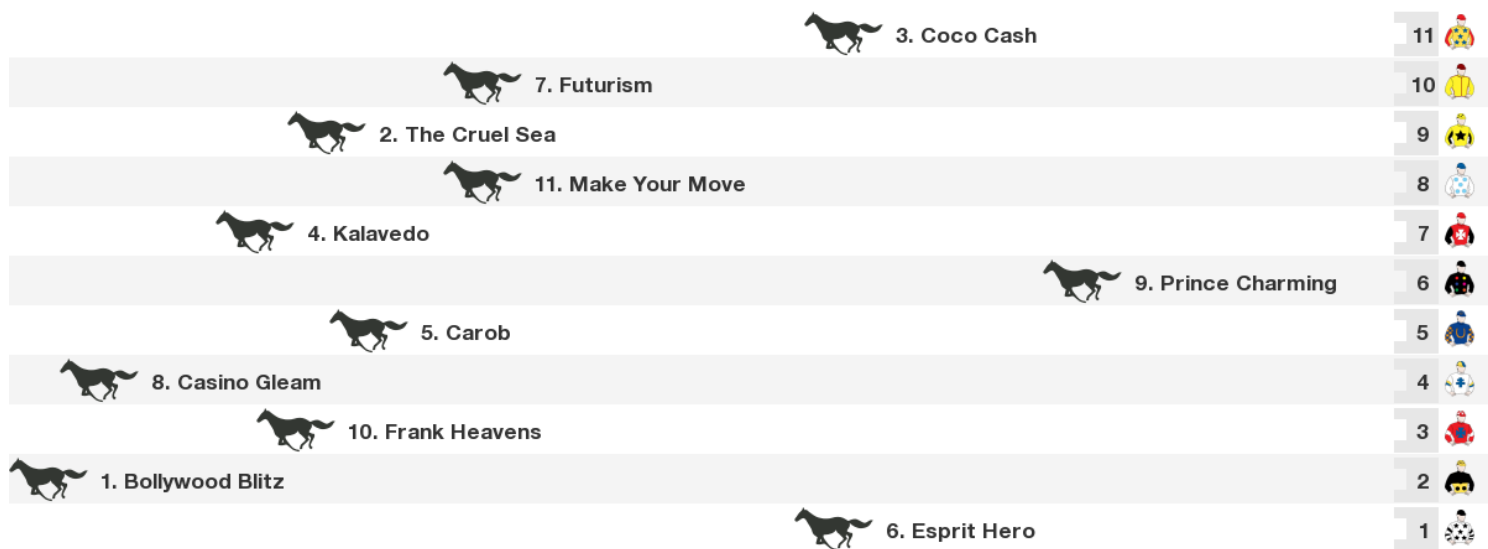 3. Coco Cash 11
7. Futurism 10
2. The Cruel Sea 9
11. Make Your Move 8
4. Kalavedo 7
9. Prince Charming 6
5. Carob 5
8. Casino Gleam 4
10. Frank Heavens 3
1. Bollywood Blitz 2
6. Esprit Hero 1